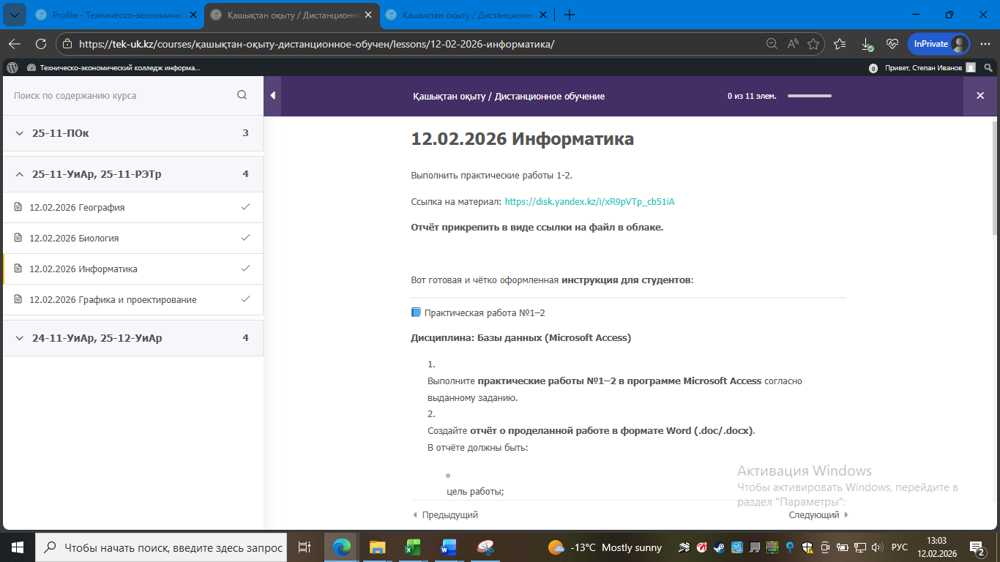 Profile - Техническо-экономичес
Қашықтан оқыту / Дистанционн
Қашықтан оқыту / Дистанционн
https://tek-uk.kz/courses/қашықтан-оқыту-дистанционное-обучен/lessons/12-02-2026-информатика/
InPrivate
Техническо-экономический колледж информа...
0
Привет, Степан Иванов
Поиск по содержанию курса
Қашықтан оқыту / Дистанционное обучение
0 из 11 элем.
25-11-ПОк
3
25-11-УиАр, 25-11-РЭТр
4
12.02.2026 География
12.02.2026 Биология
12.02.2026 Информатика
12.02.2026 Графика и проектирование
24-11-УиАр, 25-12-УиАр
4
12.02.2026 Информатика
Выполнить практические работы 1-2.
Ссылка на материал: https://disk.yandex.kz/i/xR9pVTp_cb51iA
Отчёт прикрепить в виде ссылки на файл в облаке.
Вот готовая и чётко оформленная инструкция для студентов:
Практическая работа №1–2
Дисциплина: Базы данных (Microsoft Access)
1.
Выполните практические работы №1–2 в программе Microsoft Access согласно
выданному заданию.
2.
Создайте отчёт о проделанной работе в формате Word (.doc/.docx).
В отчёте должны быть:
цель работы;
Предыдущий
Следующий
Активация Windows
Чтобы активировать Windows, перейдите в
раздел "Параметры".
Чтобы начать поиск, введите здесь запрос
-13°C Mostly sunny
РУС
13:03
12.02.2026
2